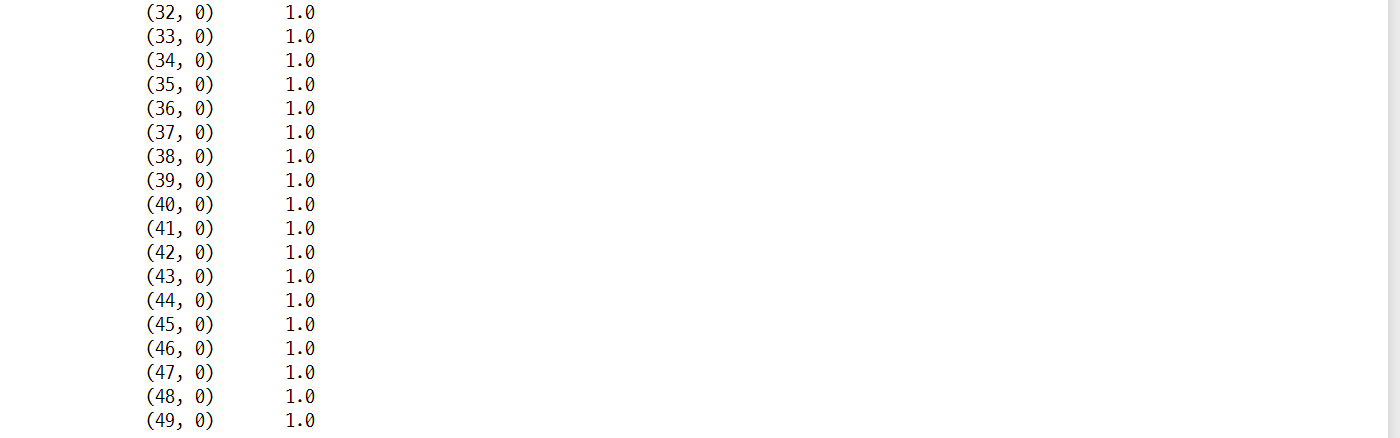 (32, 0) 1.0
(33, 0) 1.0
(34, 0) 1.0
(35, 0) 1.0
(36, 0) 1.0
(37, 0) 1.0
(38, 0) 1.0
(39, 0) 1.0
(40, 0) 1.0
(41, 0) 1.0
(42, 0) 1.0
(43, 0) 1.0
(44, 0) 1.0
(45, 0) 1.0
(46, 0) 1.0
(47, 0) 1.0
(48, 0) 1.0
(49, 0) 1.0